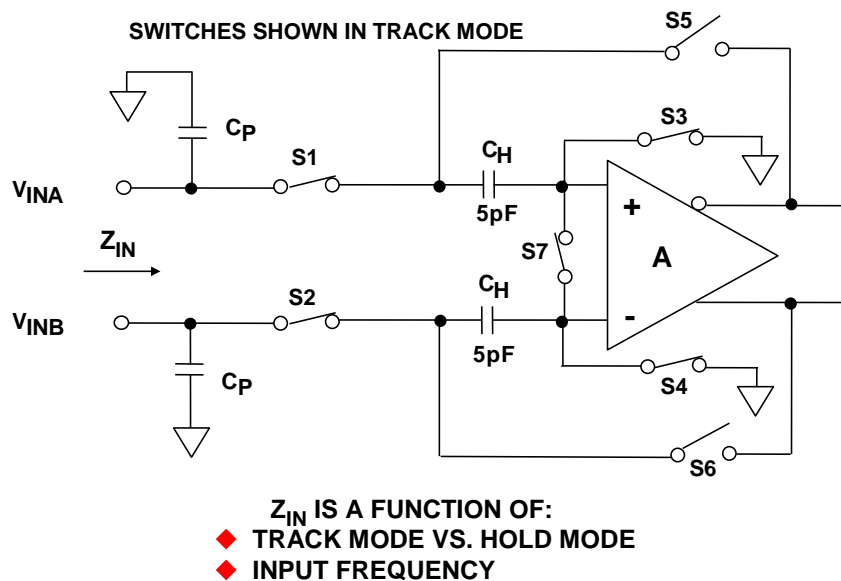 SWITCHES SHOWN IN TRACK MODE
S5
CP
S1
S3
CH
VINA
5pF
+
ZIN
S7
A
S2
CH
VINB
-
5pF
S4
CP
S6
ZIN IS A FUNCTION OF:
TRACK MODE VS. HOLD MODE
INPUT FREQUENCY